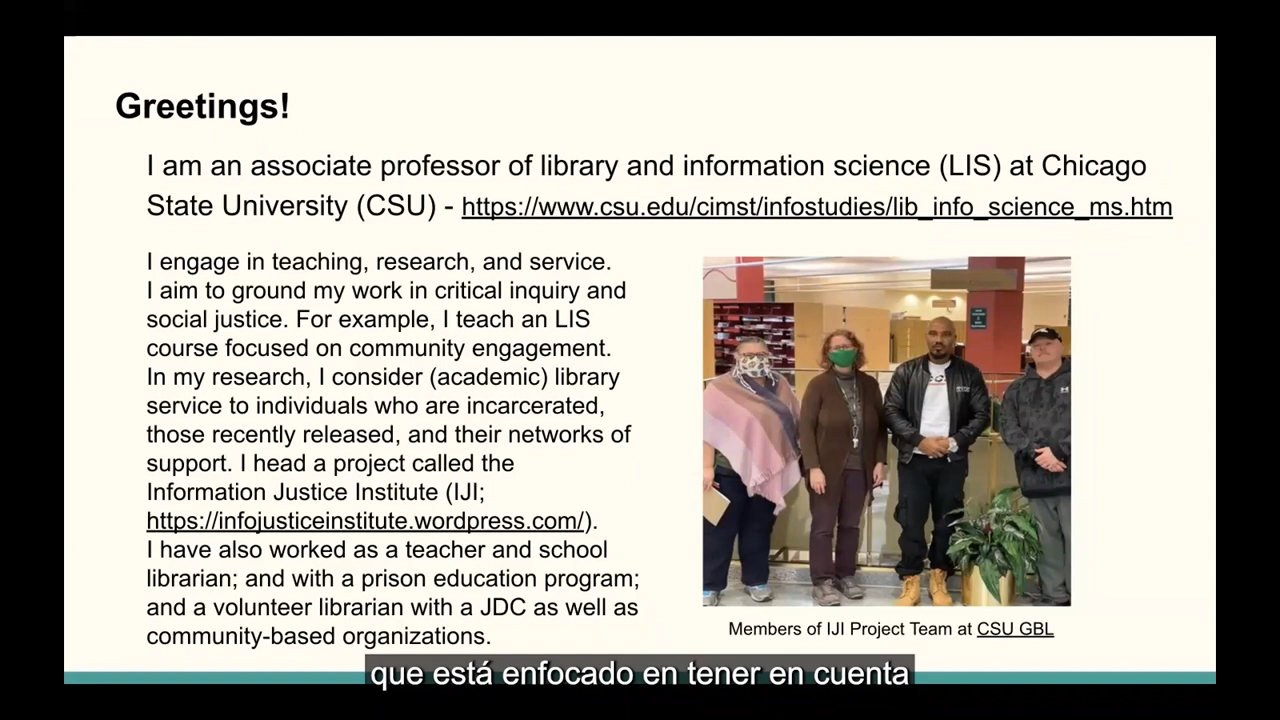 Greetings!
I am an associate professor of library and information science (LIS) at Chicago
State University (CSU) - https://www.csu.edu/cimst/infostudies/lib_info_science_ms.htm
I engage in teaching, research, and service.
I aim to ground my work in critical inquiry and
social justice. For example, I teach an LIS
course focused on community engagement.
In my research, I consider (academic) library
service to individuals who are incarcerated,
those recently released, and their networks of
support. I head a project called the
Information Justice Institute (IJI;
https://infojusticeinstitute.wordpress.com/).
I have also worked as a teacher and school
librarian; and with a prison education program;
and a volunteer librarian with a JDC as well as
community-based organizations.
Members of IJI Project Team at CSU GBL
que está enfocado en tener en cuenta